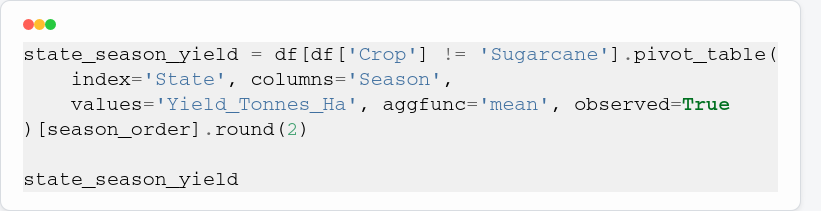 state_season_yield = df[df['Crop'] != 'Sugarcane'].pivot_table(
    index='State', columns='Season',
    values='Yield_Tonnes_Ha', aggfunc='mean', observed=True
)[season_order].round(2)

state_season_yield